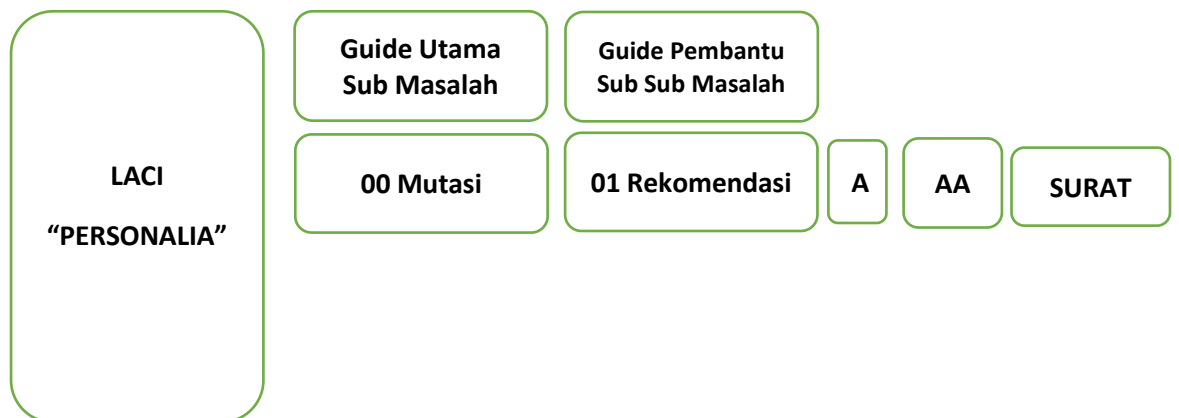 LACI
“PERSONALIA”
Guide Utama
Sub Masalah
Guide Pembantu
Sub Sub Masalah
00 Mutasi
01 Rekomendasi
A
AA
SURAT